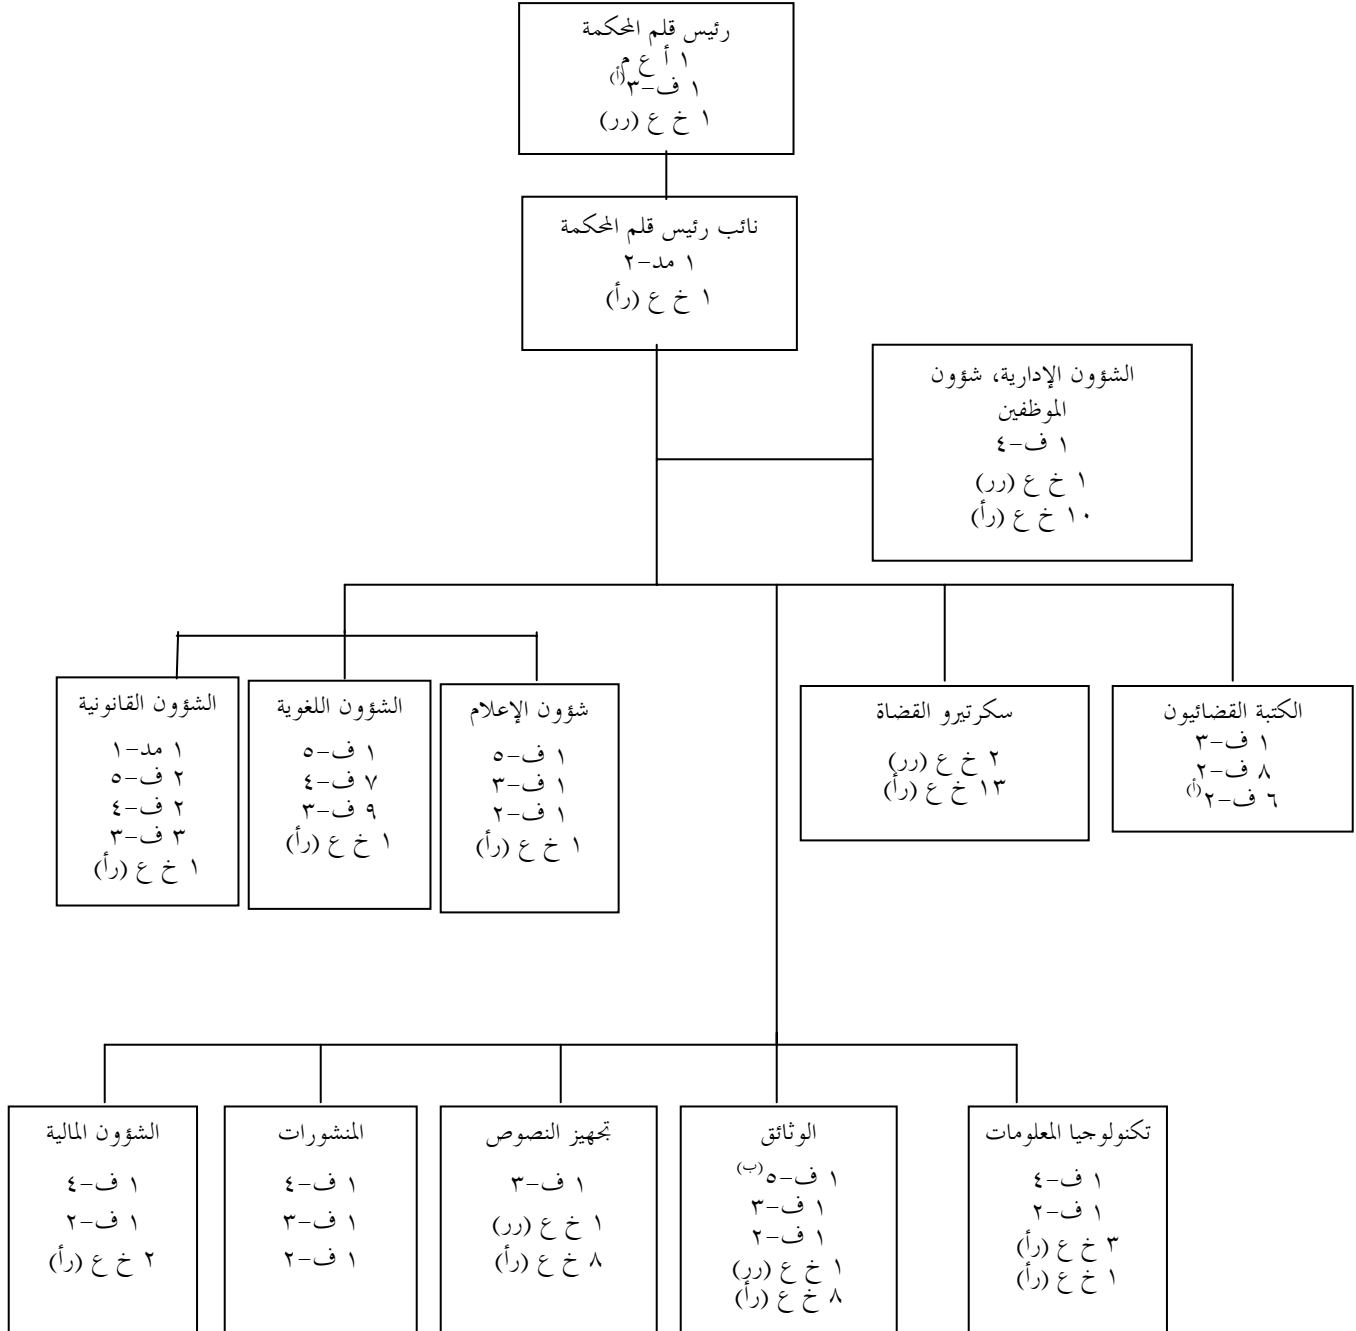 رئيس قلم المحكمة
١ أ ع م
١ ف-٣(أ)
١ خ ع (رر)
نائب رئيس قلم المحكمة
١ مد-٢
١ خ ع (رأ)
الشؤون الإدارية، شؤون
الموظفين
١ ف-٤
١ خ ع (رر)
١٠ خ ع (رأ)
الكتبة القضائيون
١ ف-٣
٨ ف-٢
٦ ف-٢(أ)
سكرتيرو القضاة
٢ خ ع (رر)
١٣ خ ع (رأ)
شؤون الإعلام
١ ف-٥
١ ف-٣
١ ف-٢
١ خ ع (رأ)
الشؤون اللغوية
١ ف-٥
٧ ف-٤
٩ ف-٣
١ خ ع (رأ)
الشؤون القانونية
١ مد-١
٢ ف-٥
٢ ف-٤
٣ ف-٣
١ خ ع (رأ)
تكنولوجيا المعلومات
١ ف-٤
١ ف-٢
٣ خ ع (رأ)
١ خ ع (رأ)
الوثائق
١ ف-٥(ب)
١ ف-٣
١ ف-٢
١ خ ع (رر)
٨ خ ع (رأ)
تجهيز النصوص
١ ف-٣
١ خ ع (رر)
٨ خ ع (رأ)
المنشورات
١ ف-٤
١ ف-٣
١ ف-٢
الشؤون المالية
١ ف-٤
١ ف-٢
٢ خ ع (رأ)